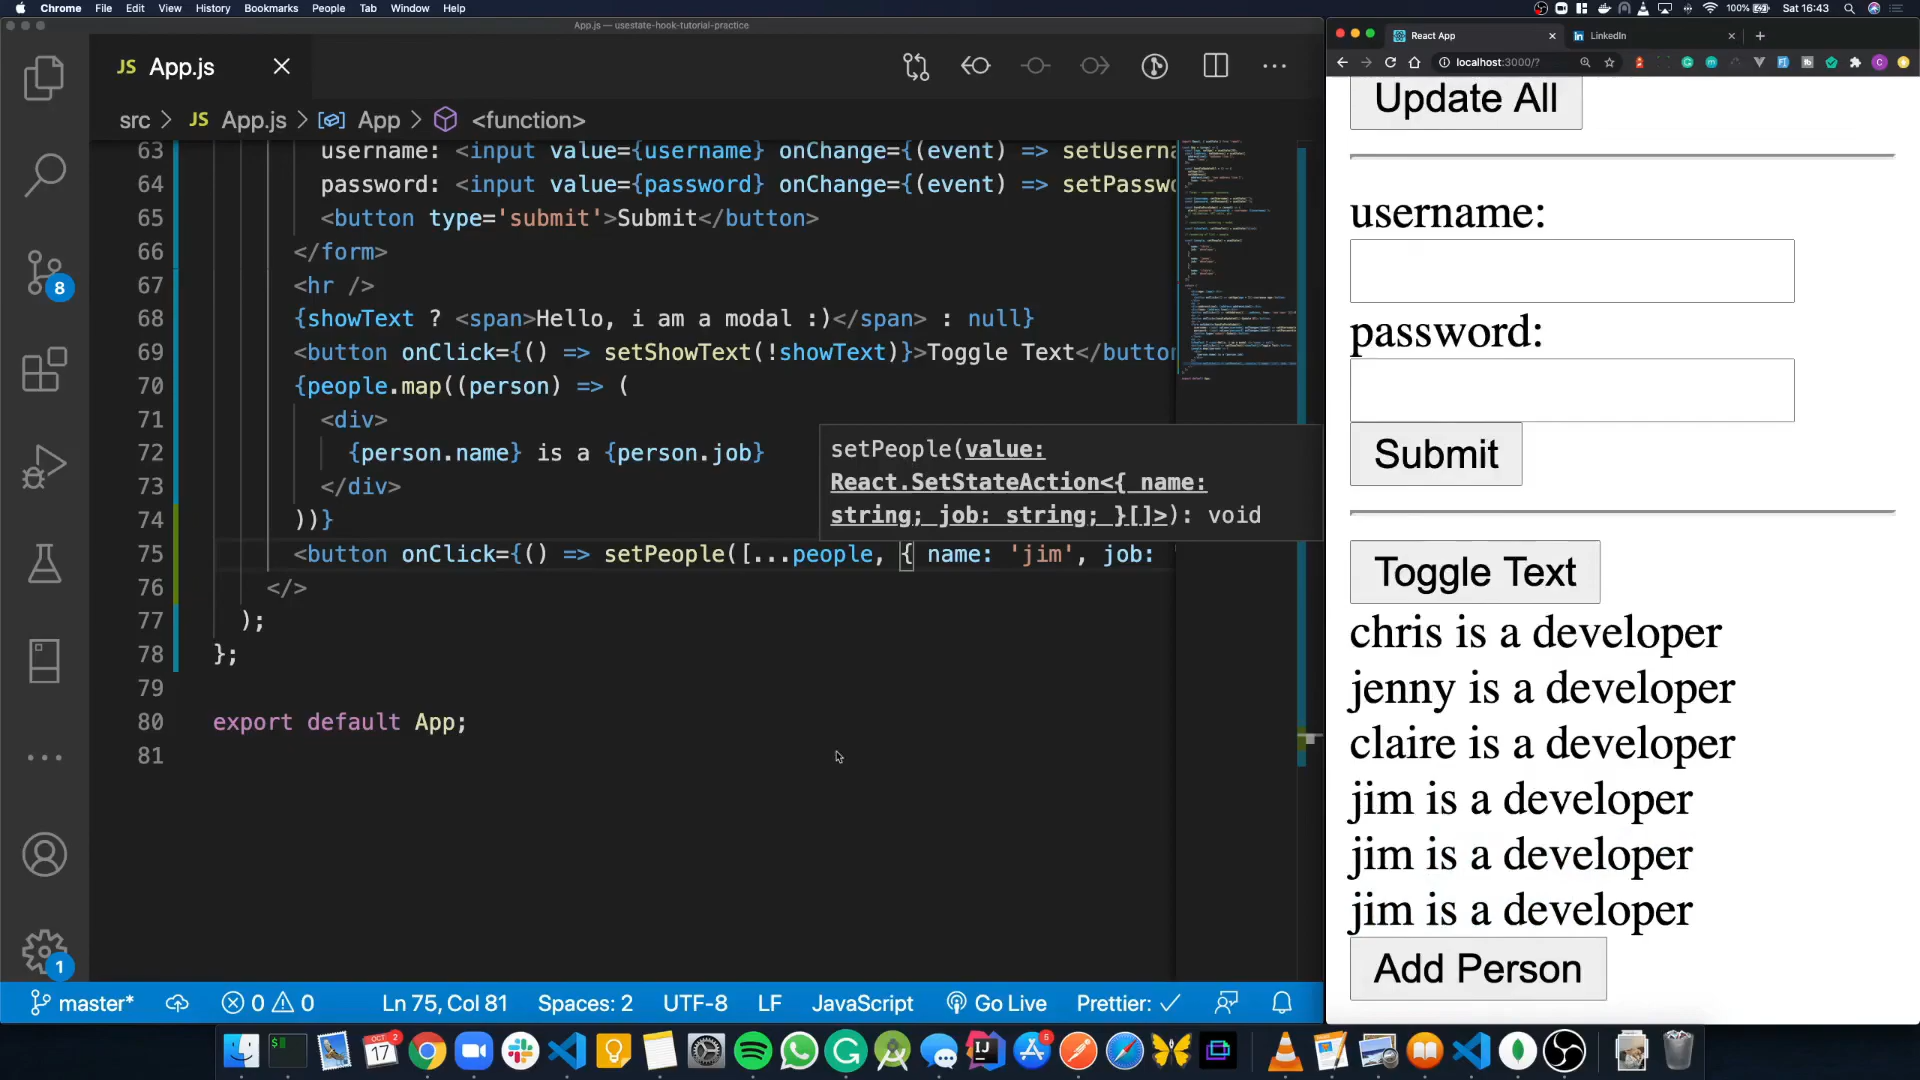 Chrome File Edit View History Bookmarks People Tab Window Help
100% Sat 16:43
App.js — usestate-hook-tutorial-practice
JS App.js
src > JS App.js > App > <function>
63 username: <input value={username} onChange={(event) => setUserna
64 password: <input value={password} onChange={(event) => setPasswo
65 <button type='submit'>Submit</button>
66 </form>
67 <hr />
68 {showText ? <span>Hello, i am a modal :)</span> : null}
69 <button onClick={() => setShowText(!showText)}>Toggle Text</button
70 {people.map((person) => (
71 <div>
72 {person.name} is a {person.job}
73 </div>
74 ))}
75 <button onClick={() => setPeople([...people, { name: 'jim', job:
76 </>
77 );
78 };
79
80 export default App;
81
setPeople(value:
React.SetStateAction<{ name:
string; job: string; }[]>): void
8
1
master* 0 0 Ln 75, Col 81 Spaces: 2 UTF-8 LF JavaScript Go Live Prettier: ✓
React App
LinkedIn
localhost:3000/?
Update All
username:
password:
Submit
Toggle Text
chris is a developer
jenny is a developer
claire is a developer
jim is a developer
jim is a developer
jim is a developer
Add Person
17
2
5